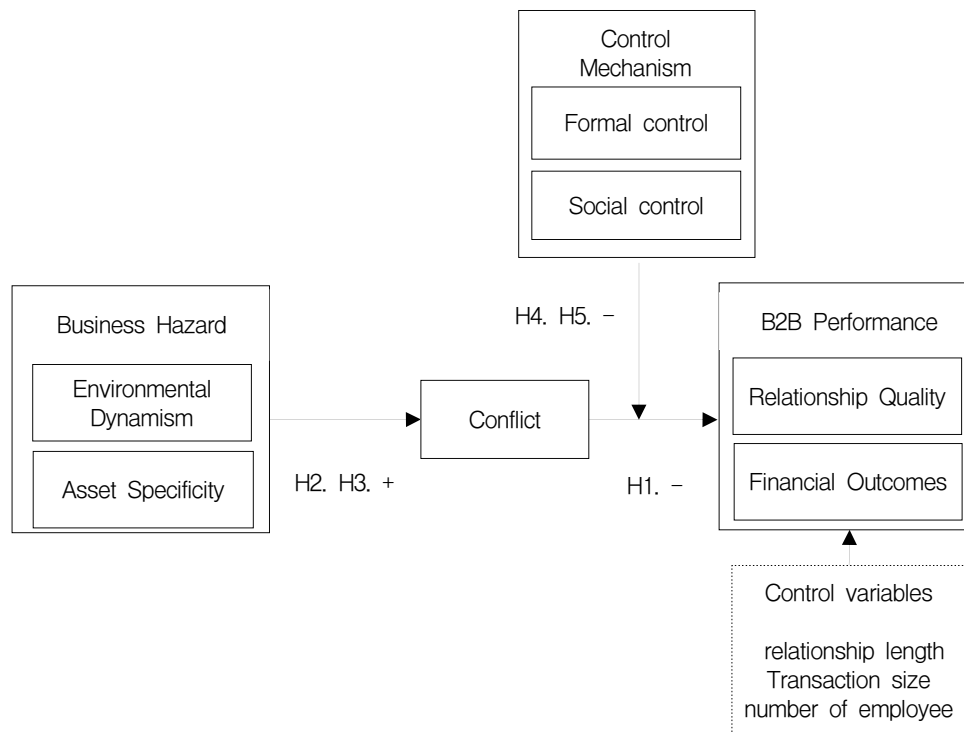 Control
Mechanism
Formal control
Social control
H4. H5. -
Business Hazard
Environmental
Dynamism
Asset Specificity
H2. H3. +
Conflict
H1. -
B2B Performance
Relationship Quality
Financial Outcomes
Control variables
relationship length
Transaction size
number of employee